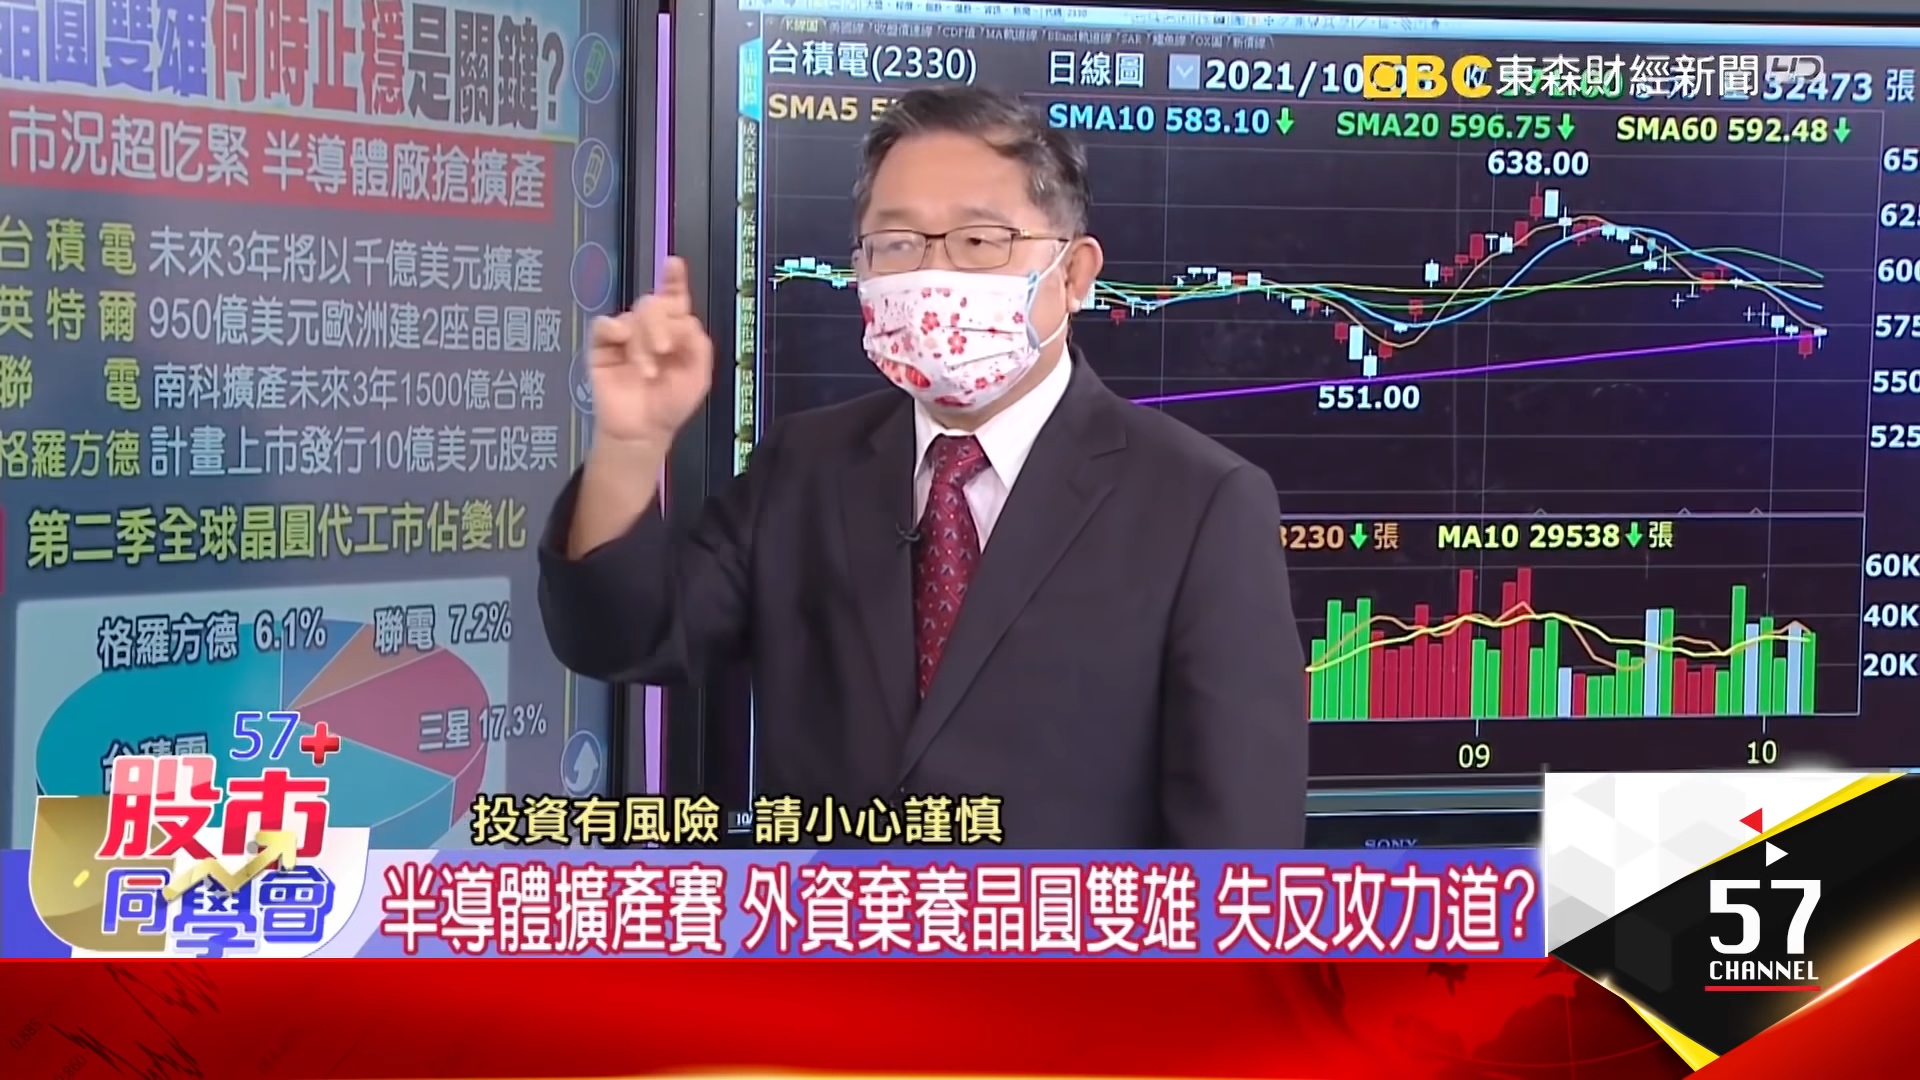 晶圓雙雄何時止穩是關鍵?
市況超吃緊 半導體廠搶擴產
台積電 未來3年將以千億美元擴產
英特爾 950億美元歐洲建2座晶圓廠
聯電 南科擴產未來3年1500億台幣
格羅方德 計畫上市發行10億美元股票
第二季全球晶圓代工市佔變化
格羅方德 6.1%
聯電 7.2%
三星 17.3%
台積電
台積電(2330) 日線圖 2021/10
32473 張
EBC 東森財經新聞 HD
SMA5
SMA10 583.10↓ SMA20 596.75↓ SMA60 592.48↓
638.00
551.00
600
575
550
525
3230↓張 MA10 29538↓張
60K
40K
20K
09 10
SONY
57+
股市
同學會
投資有風險 請小心謹慎
半導體擴產賽 外資棄養晶圓雙雄 失反攻力道?
57
CHANNEL